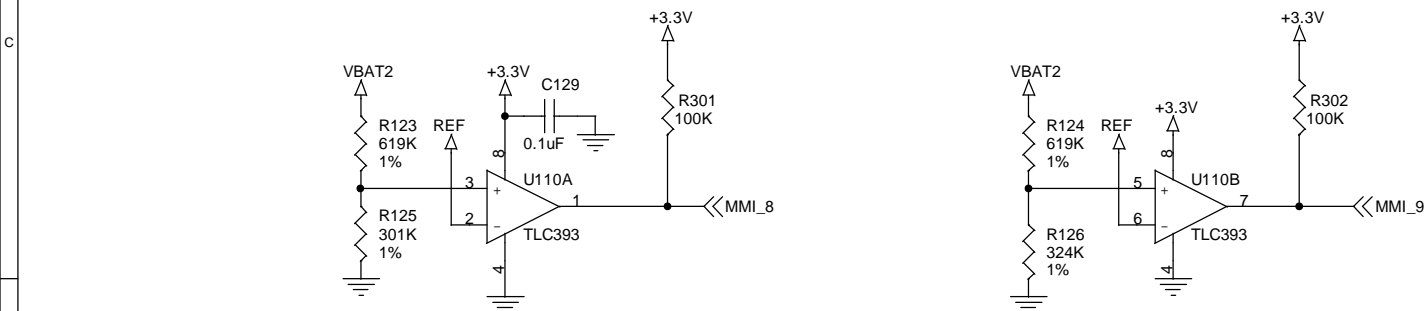 C
+3.3V
VBAT2
+3.3V
C129
R301
100K
R123
619K
1%
REF
0.1uF
8
3
+
U110A
1
MMI_8
2
−
R125
301K
1%
TLC393
4
+3.3V
VBAT2
R302
100K
+3.3V
R124
619K
1%
REF
8
5
+
U110B
7
MMI_9
6
−
R126
324K
1%
TLC393
4